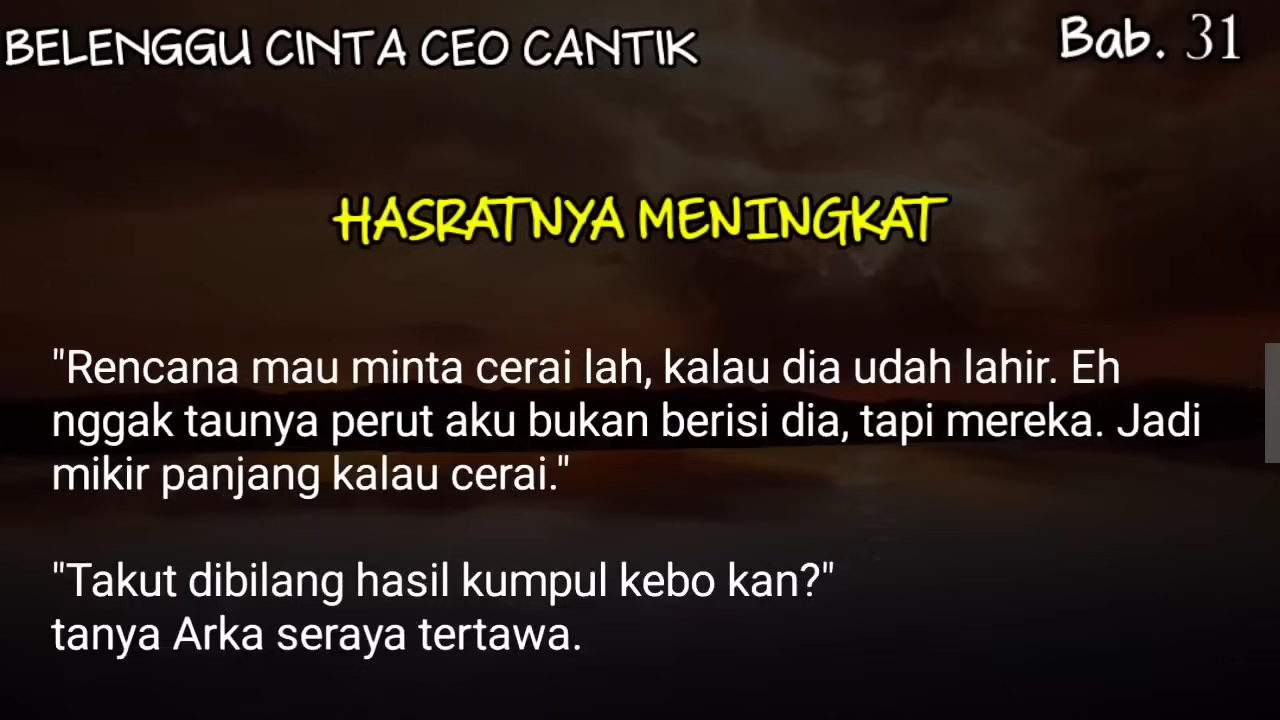 BELENGGU CINTA CEO CANTIK
Bab. 31
HASRATNYA MENINGKAT
"Rencana mau minta cerai lah, kalau dia udah lahir. Eh
nggak taunya perut aku bukan berisi dia, tapi mereka. Jadi
mikir panjang kalau cerai."
"Takut dibilang hasil kumpul kebo kan?"
tanya Arka seraya tertawa.